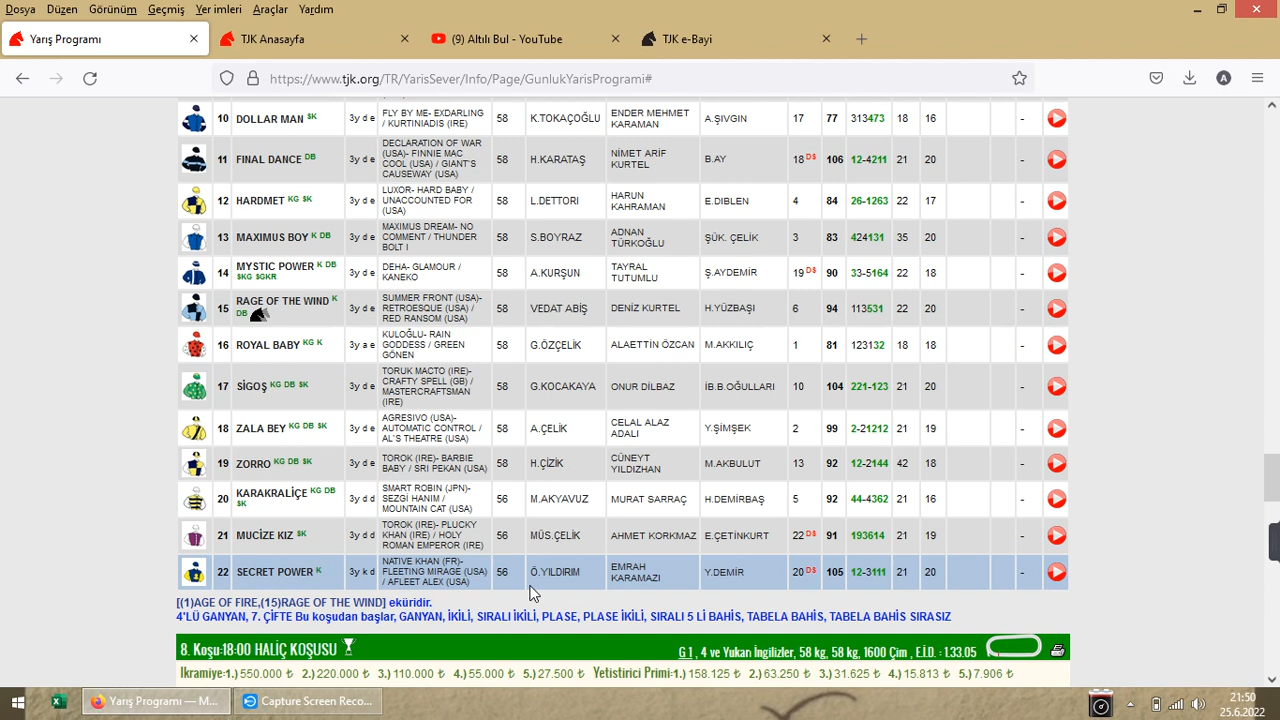 Dosya Düzen Görünüm Geçmiş Yer imleri Araçlar Yardım
Yarış Programı TJK Anasayfa (9) Altılı Bul - YouTube TJK e-Bayi
https://www.tjk.org/TR/YarisSever/Info/Page/GunlukYarisProgrami#
10 DOLLAR MAN SK 3y d e FLY BY ME- EXDARLING / KURTINIADIS (IRE) 58 K.TOKAÇOĞLU ENDER MEHMET KARAMAN A.ŞIVGIN 17 77 313473 18 16 -
11 FINAL DANCE DB 3y d e DECLARATION OF WAR (USA)- FINNIE MAC COOL (USA) / GIANT'S CAUSEWAY (USA) 58 H.KARATAŞ NİMET ARİF KURTEL B.AY 18 DS 106 12-4211 21 20 -
12 HARDMET KG SK 3y d e LUXOR- HARD BABY / UNACCOUNTED FOR (USA) 58 L.DETTORI HARUN KAHRAMAN E.DIBLEN 4 84 26-1263 22 17 -
13 MAXIMUS BOY K DB 3y d e MAXIMUS DREAM- NO COMMENT / THUNDER BOLT I 58 S.BOYRAZ ADNAN TÜRKOĞLU ŞÜK. ÇELİK 3 83 424131 33 20 -
14 MYSTIC POWER K DB SKG SGKR 3y d e DEHA- GLAMOUR / KANEKO 58 A.KURŞUN TAYRAL TUTUMLU Ş.AYDEMİR 19 DS 90 33-5164 22 18 -
15 RAGE OF THE WIND K DB 3y d e SUMMER FRONT (USA)- RETROESQUE (USA) / RED RANSOM (USA) 58 VEDAT ABİŞ DENİZ KURTEL H.YÜZBAŞI 6 94 113531 20 20 -
16 ROYAL BABY KG K 3y d e KULOĞLU- RAIN GODDESS / GREEN GÖNEN 58 G.ÖZÇELİK ALAETTİN ÖZCAN M.AKKILIÇ 1 81 123132 18 18 -
17 SİGOŞ KG DB SK 3y d e TORUK MACTO (IRE)- CRAFTY SPELL (GB) / MASTERCRAFTSMAN (IRE) 58 G.KOCAKAYA ONUR DİLBAZ İB.B.OĞULLARI 10 104 221-123 21 20 -
18 ZALA BEY KG DB SK 3y d e AGRESIVO (USA)- AUTOMATIC CONTROL / AL'S THEATRE (USA) 58 A.ÇELİK CELAL ALAZ ADALI Y.ŞİMŞEK 2 99 2-21212 21 19 -
19 ZORRO KG DB SK 3y d e TOROK (IRE)- BARBIE BABY / SRI PEKAN (USA) 58 H.ÇİZİK CÜNEYT YILDIZHAN M.AKBULUT 13 92 12-2144 42 18 -
20 KARAKRALİÇE KG DB SK 3y d e SMART ROBIN (JPN)- SEZGİ HANIM / MOUNTAIN CAT (USA) 56 M.AKYAVUZ MURAT SARRAÇ H.DEMİRBAŞ 5 92 44-4362 21 16 -
21 MUCİZE KIZ SK 3y d d TOROK (IRE)- PLUCKY KHAN (IRE) / HOLY ROMAN EMPEROR (IRE) 56 MÜS.ÇELİK AHMET KORKMAZ E.ÇETİNKURT 22 DS 91 193614 21 20 -
22 SECRET POWER K 3y k d NATIVE KHAN (FR)- FLEETING MIRAGE (USA) / AFLEET ALEX (USA) 56 Ö.YILDIRIM EMRAH KARAMAZI Y.DEMİR 20 DS 105 12-3111 21 20 -
[(1)AGE OF FIRE,(15)RAGE OF THE WIND] eküridir.
4'LÜ GANYAN, 7. ÇİFTE Bu koşudan başlar, GANYAN, İKİLİ, SIRALI İKİLİ, PLASE, PLASE İKİLİ, SIRALI 5 Lİ BAHİS, TABELA BAHİS, TABELA BAHİS SIRASIZ
8. Koşu:18:00 HALİÇ KOŞUSU G 1 , 4 ve Yukarı İngilizler, 58 kg, 58 kg, 1600 Çim , E.İ.D. : 1.33.05
Ikramiye:1.) 550.000 ₺ 2.) 220.000 ₺ 3.) 110.000 ₺ 4.) 55.000 ₺ 5.) 27.500 ₺ Yetistirici Primi:1.) 158.125 ₺ 2.) 63.250 ₺ 3.) 31.625 ₺ 4.) 15.813 ₺ 5.) 7.906 ₺
Yarış Programı — M... Capture Screen Reco... 21:50
25.6.2022